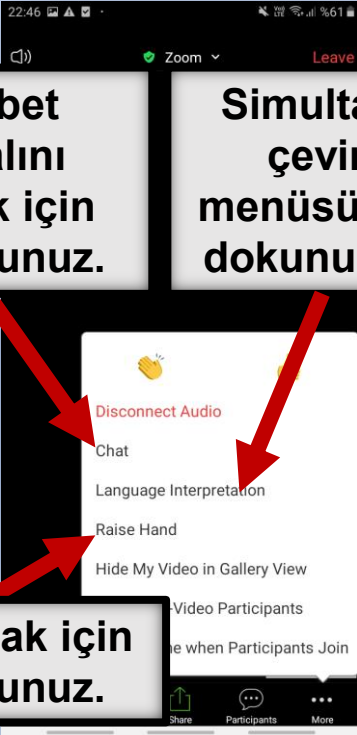 22:46 %61
Zoom Leave
bet
alını
k için
unuz.
Simulta
çevir
menüsü
dokunu
Disconnect Audio
Chat
Language Interpretation
Raise Hand
Hide My Video in Gallery View
-Video Participants
e when Participants Join
ak için
unuz.
Share Participants More